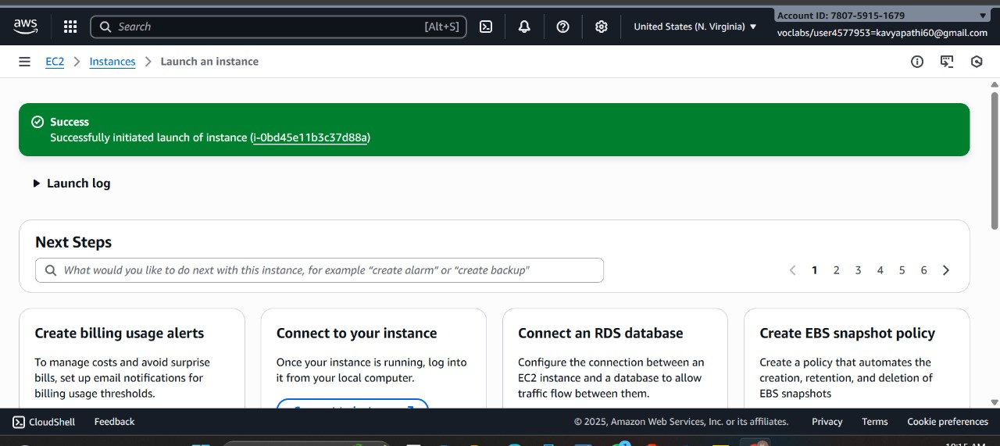 aws
Search [Alt+S]
United States (N. Virginia)
Account ID: 7807-5915-1679
voclabs/user4577953=kavyapathi60@gmail.com
EC2 Instances Launch an instance
Success
Successfully initiated launch of instance (i-0bd45e11b3c37d88a)
Launch log
Next Steps
What would you like to do next with this instance, for example “create alarm” or “create backup”
1 2 3 4 5 6
Create billing usage alerts
To manage costs and avoid surprise
bills, set up email notifications for
billing usage thresholds.
Connect to your instance
Once your instance is running, log into
it from your local computer.
Connect an RDS database
Configure the connection between an
EC2 instance and a database to allow
traffic flow between them.
Create EBS snapshot policy
Create a policy that automates the
creation, retention, and deletion of
EBS snapshots
CloudShell Feedback © 2025, Amazon Web Services, Inc. or its affiliates. Privacy Terms Cookie preferences